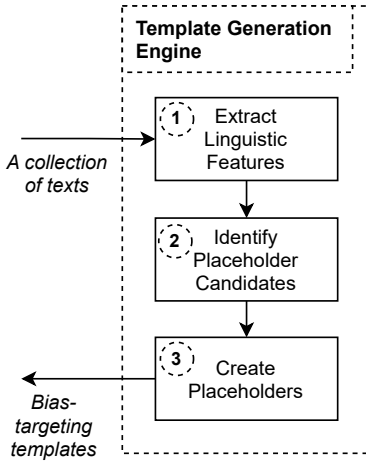 Template Generation
Engine
1
Extract
Linguistic
Features
A collection
of texts
2
Identify
Placeholder
Candidates
3
Create
Placeholders
Bias-
targeting
templates